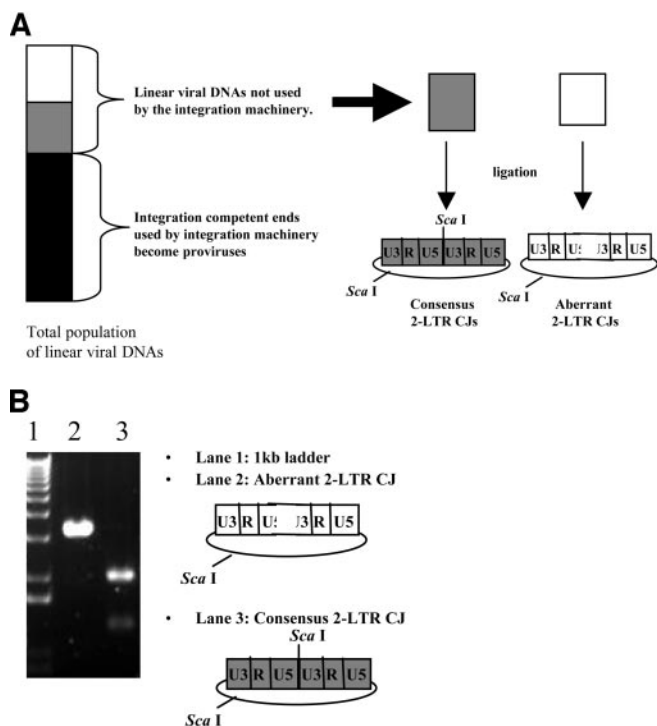 A
Linear viral DNAs not used
by the integration machinery.
Integration competent ends
used by integration machinery
become proviruses
Total population
of linear viral DNAs
ligation
Sca I
U3 R U5 U3 R U5
Sca I
Consensus
2-LTR CJs
U3 R U5 U3 R U5
Sca I
Aberrant
2-LTR CJs
B
1 2 3
• Lane 1: 1kb ladder
• Lane 2: Aberrant 2-LTR CJ
U3 R U5 U3 R U5
Sca I
• Lane 3: Consensus 2-LTR CJ
Sca I
U3 R U5 U3 R U5
Sca I